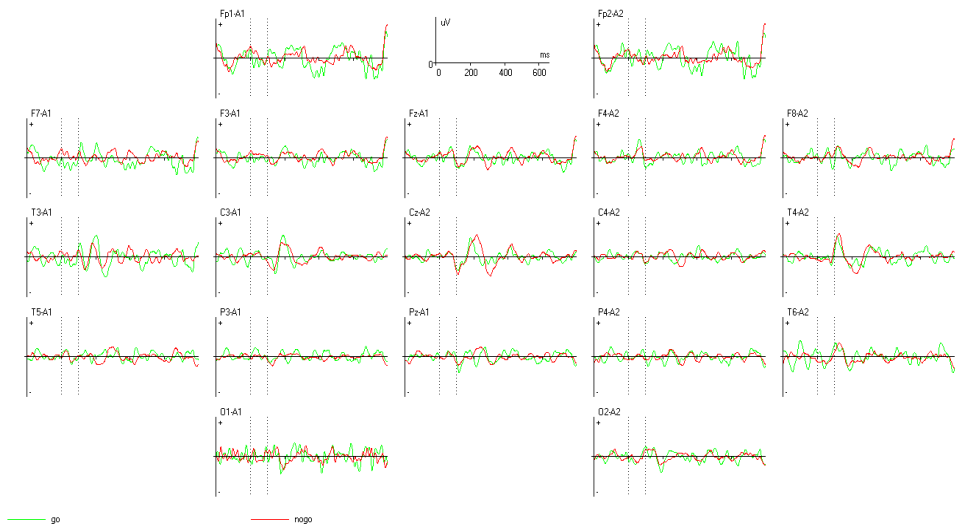 Fp1-A1
+
-
uV
0
ms
0 200 400 600
Fp2-A2
+
-
F7-A1
+
-
F3-A1
+
-
Fz-A1
+
-
F4-A2
+
-
F8-A2
+
-
T3-A1
+
-
C3-A1
+
-
Cz-A2
+
-
C4-A2
+
-
T4-A2
+
-
T5-A1
+
-
P3-A1
+
-
Pz-A1
+
-
P4-A2
+
-
T6-A2
+
-
O1-A1
+
-
O2-A2
+
-
go
nogo